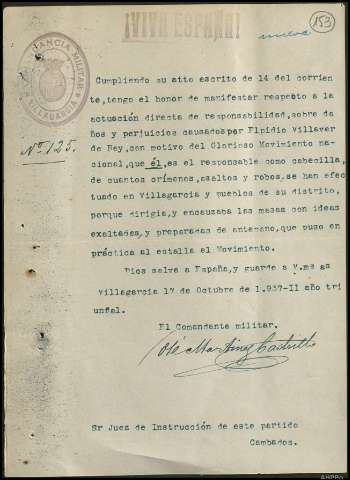 ¡VIVA ESPAÑA!
153
COMANDANCIA MILITAR
VILLAGARCIA
Nº 125.
Cumpliendo su atto escrito de 14 del corrien
te, tengo el honor de manifestar respecto a la
actuación directa de responsabilidad, sobre da
ños y perjuicios causados por Elpidio Villaver
de Rey, con motivo del Glorioso Movimiento na-
cional, que él, es el responsable como cabecilla,
de cuantos crímenes, asaltos y robos, se han efec
tuado en Villagarcia y pueblos de su distrito,
porque dirigia, y encauzaba las masas con ideas
exaltadas, y preparadas de antemano, que puso en
práctica al estalla el Movimiento.
Dios salve a España, y guarde a V. ms as
Villagarcia 17 de Octubre de 1.937-II año tri
unfal.
El Comandante militar.
José Martinez Castrillo
Sr Juez de Instrucción de este partido
Cambados.
AHPPo